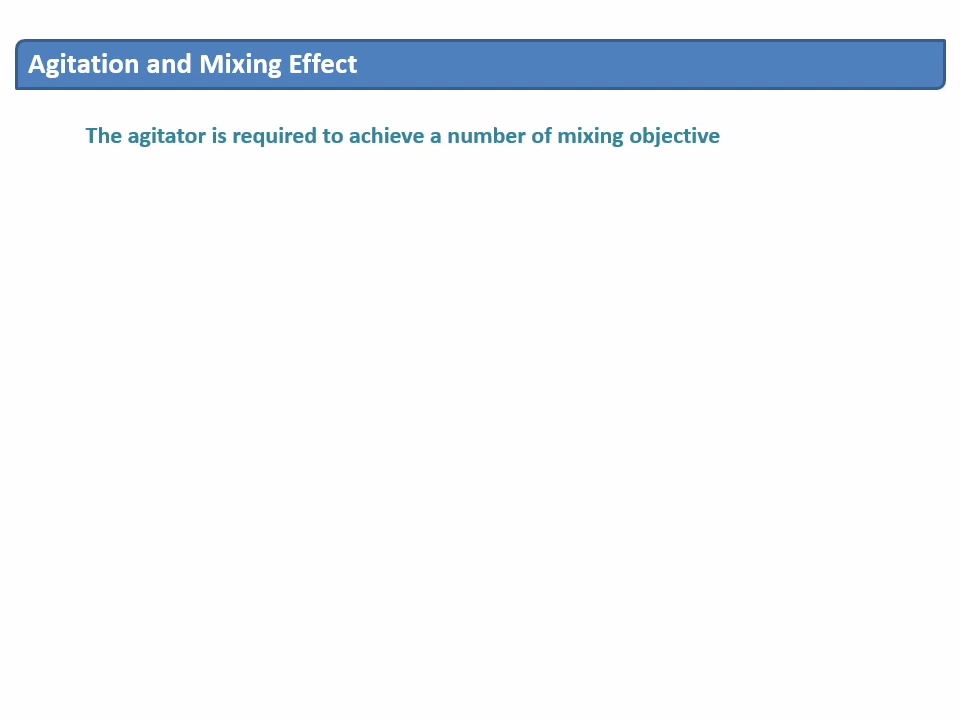 Agitation and Mixing Effect
The agitator is required to achieve a number of mixing objective